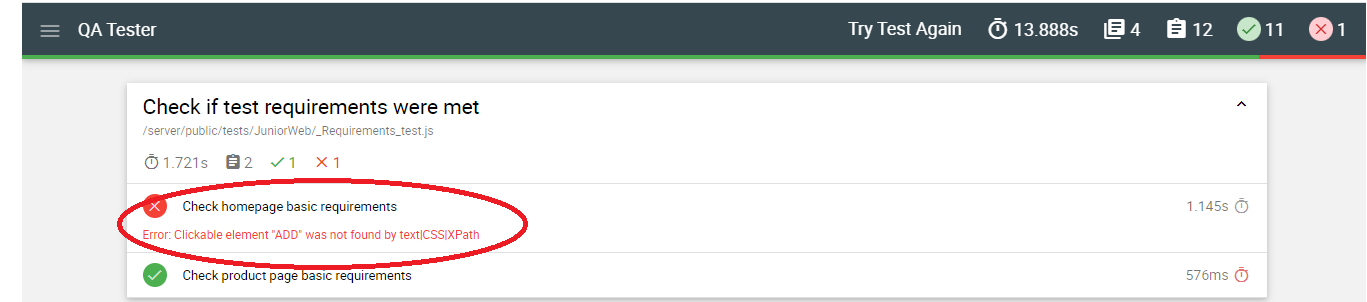 QA Tester Try Test Again 13.888s 4 12 11 1
Check if test requirements were met
/server/public/tests/JuniorWeb/_Requirements_test.js
1.721s 2 1 1
Check homepage basic requirements 1.145s
Error: Clickable element "ADD" was not found by text|CSS|XPath
Check product page basic requirements 576ms